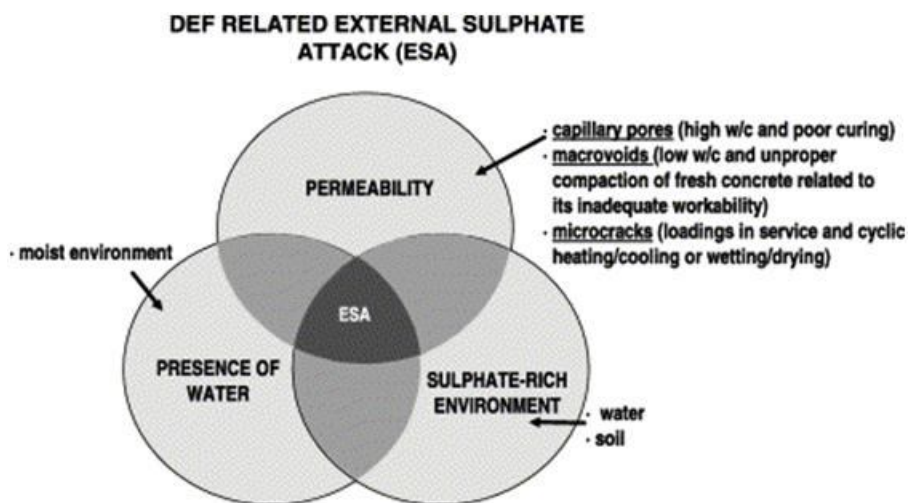 DEF RELATED EXTERNAL SULPHATE
ATTACK (ESA)
· capillary pores (high w/c and poor curing)
· macrovoids (low w/c and unproper
compaction of fresh concrete related to
its inadequate workability)
· microcracks (loadings in service and cyclic
heating/cooling or wetting/drying)
PERMEABILITY
· moist environment
ESA
PRESENCE OF
WATER
SULPHATE-RICH
ENVIRONMENT
· water
· soil